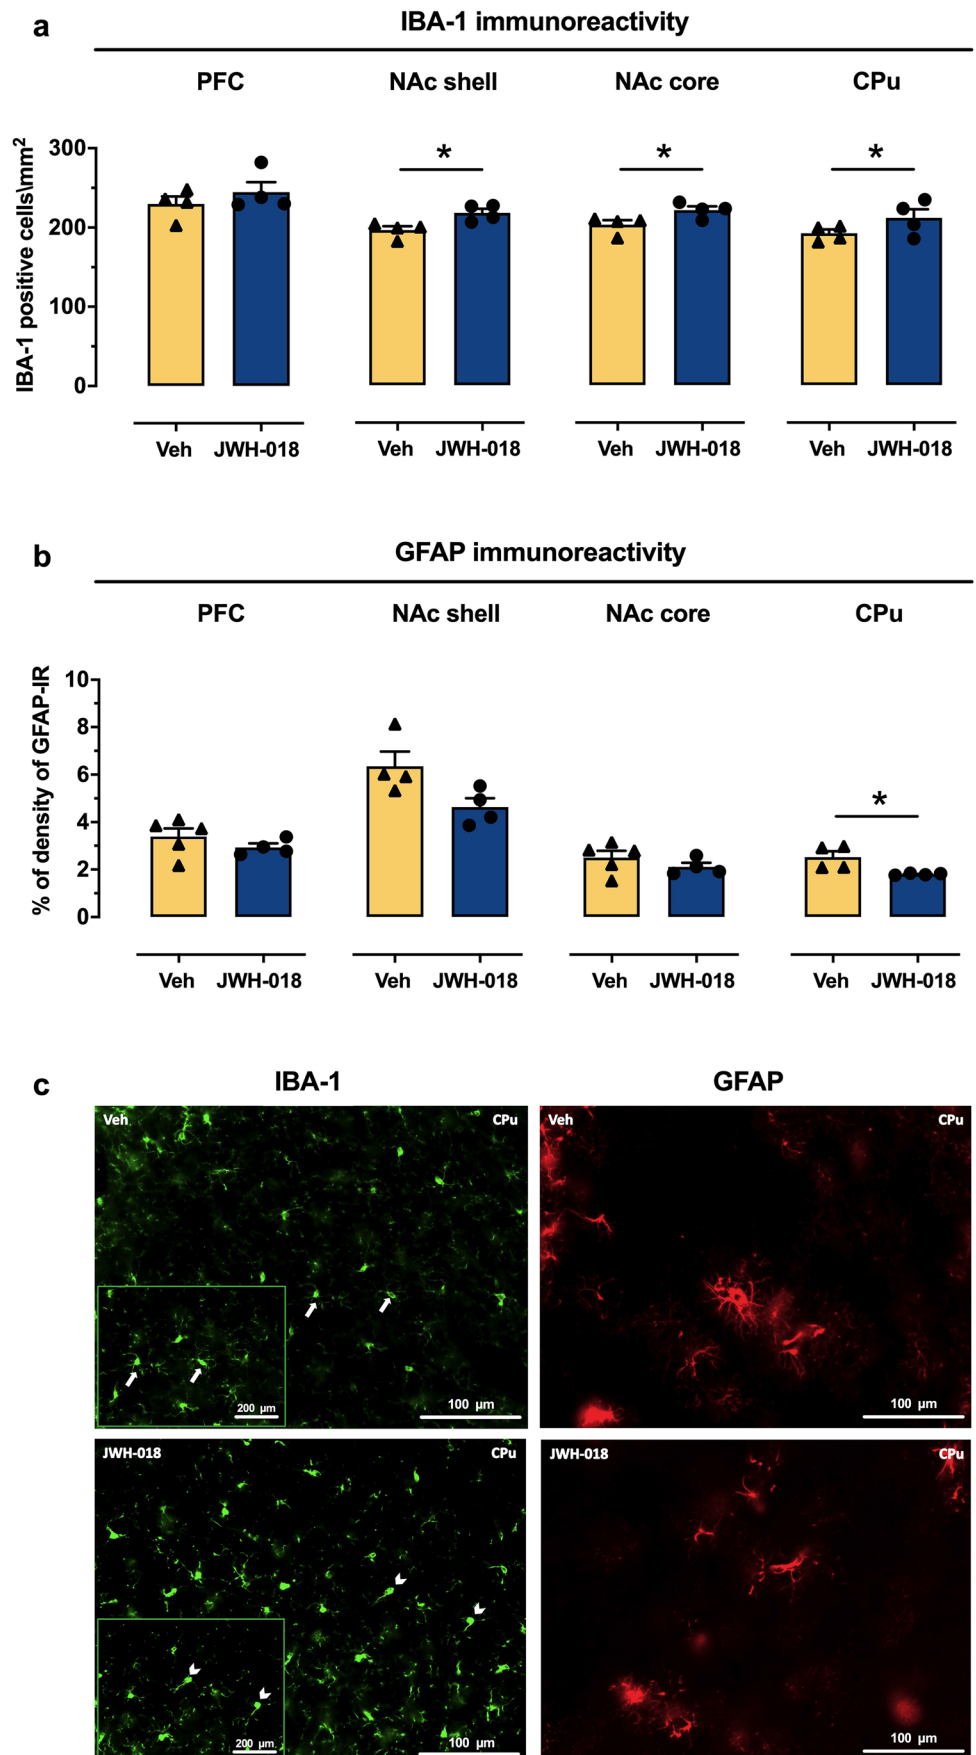 a
IBA-1 immunoreactivity
PFC NAc shell NAc core CPu
IBA-1 positive cells\mm2
300
200
100
0
* * *
Veh JWH-018 Veh JWH-018 Veh JWH-018 Veh JWH-018
b
GFAP immunoreactivity
PFC NAc shell NAc core CPu
% of density of GFAP-IR
10
8
6
4
2
0
*
Veh JWH-018 Veh JWH-018 Veh JWH-018 Veh JWH-018
c
IBA-1 GFAP
Veh CPu Veh CPu
200 µm 100 µm 100 µm
JWH-018 CPu JWH-018 CPu
200 µm 100 µm 100 µm